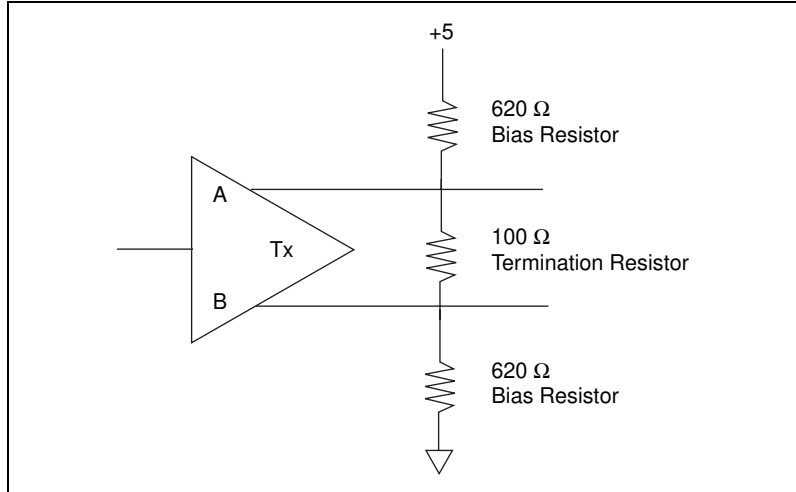 +5
620 Ω
Bias Resistor
A
100 Ω
Tx
Termination Resistor
B
620 Ω
Bias Resistor